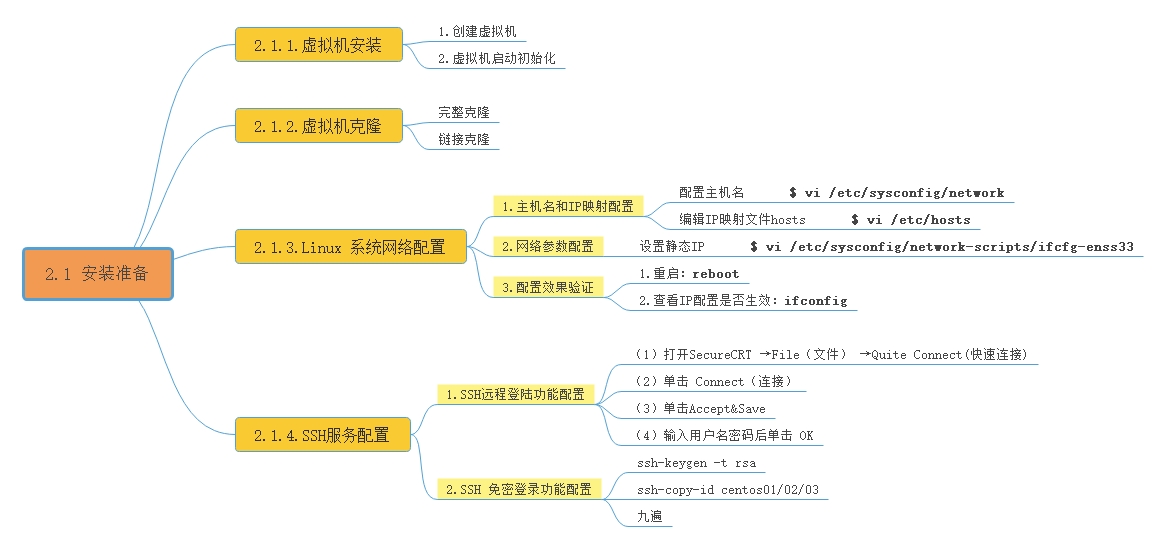 2.1 安装准备
2.1.1.虚拟机安装
1.创建虚拟机
2.虚拟机启动初始化
2.1.2.虚拟机克隆
完整克隆
链接克隆
2.1.3.Linux 系统网络配置
1.主机名和IP映射配置
配置主机名 $ vi /etc/sysconfig/network
编辑IP映射文件hosts $ vi /etc/hosts
2.网络参数配置
设置静态IP $ vi /etc/sysconfig/network-scripts/ifcfg-enss33
3.配置效果验证
1.重启：reboot
2.查看IP配置是否生效：ifconfig
2.1.4.SSH服务配置
1.SSH远程登陆功能配置
（1）打开SecureCRT →File（文件） →Quite Connect(快速连接)
（2）单击 Connect（连接）
（3）单击Accept&Save
（4）输入用户名密码后单击 OK
2.SSH 免密登录功能配置
ssh-keygen -t rsa
ssh-copy-id centos01/02/03
九遍